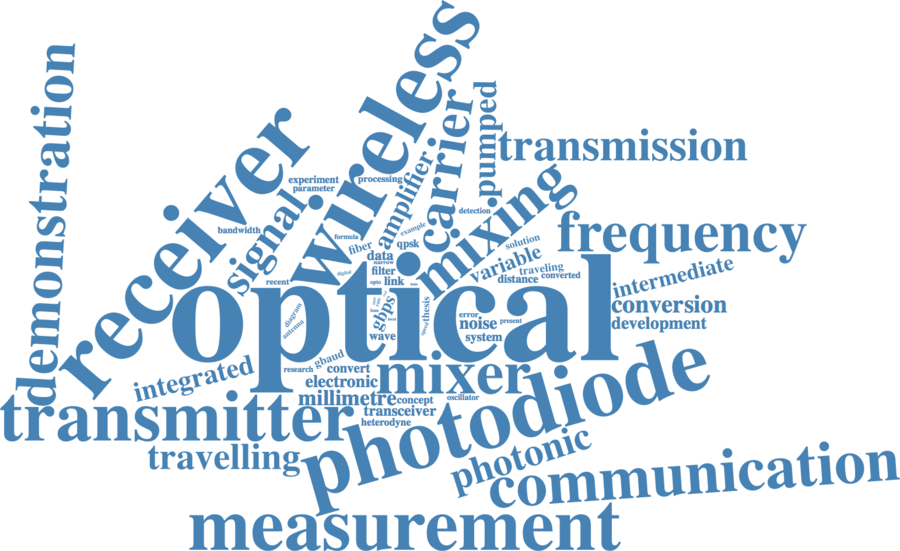 wireless
demonstration
receiver
carrier
pumped
transmission
amplifier
mixing
experiment
processing
parameter
signal
detection
frequency
bandwidth
example
formula
qpsk
solution
fiber
data
narrow
variable
traveling
intermediate
digital
filter
converted
distance
recent
opto
link
optical
conversion
gbps
thesis
diagram
antenna
error
noise
present
development
wave
system
gbaud
integrated
research
convert
mixer
electronic
photodiode
millimetre
concept
oscillator
transmitter
transceiver
heterodyne
travelling
photonic
communication
measurement